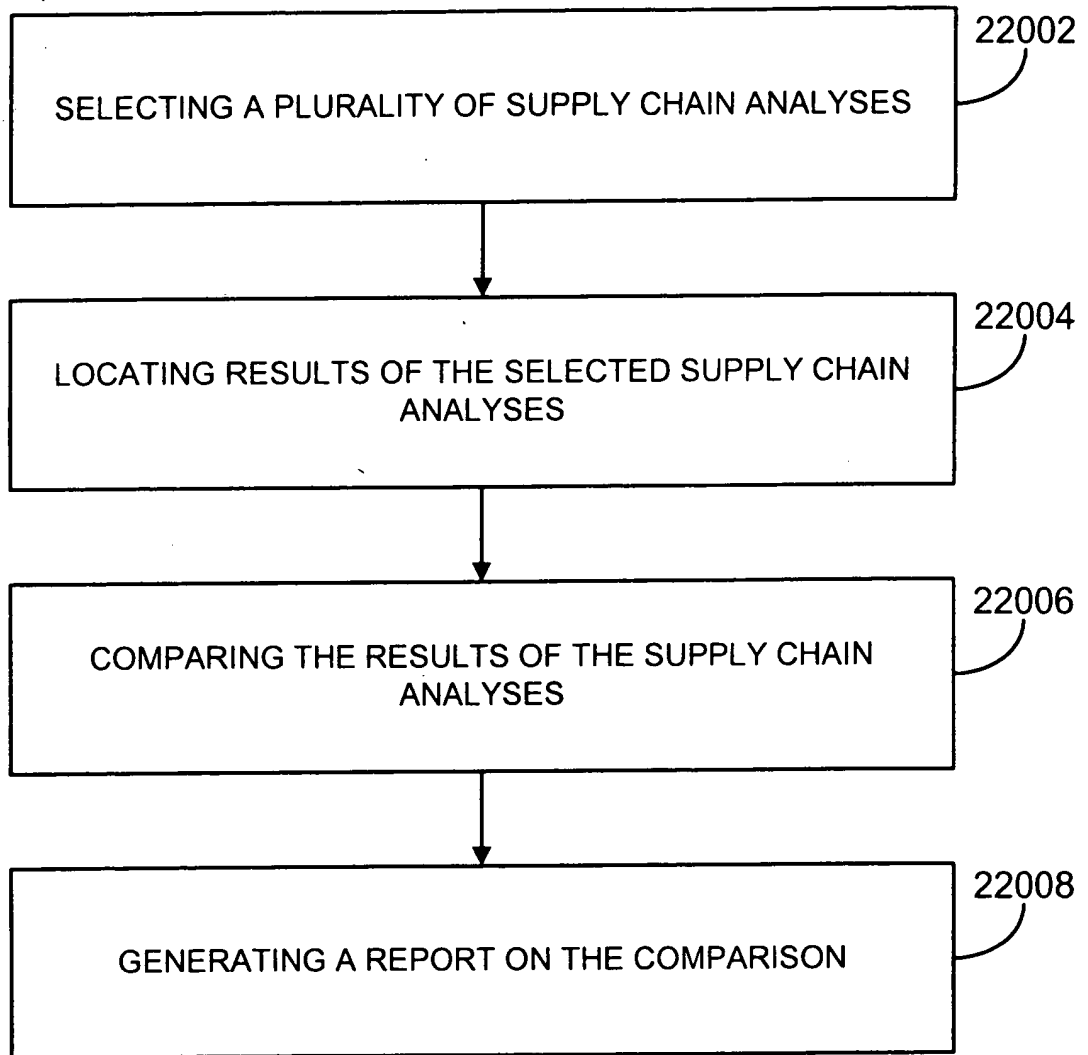 22002
SELECTING A PLURALITY OF SUPPLY CHAIN ANALYSES
22004
LOCATING RESULTS OF THE SELECTED SUPPLY CHAIN
ANALYSES
22006
COMPARING THE RESULTS OF THE SUPPLY CHAIN
ANALYSES
22008
GENERATING A REPORT ON THE COMPARISON